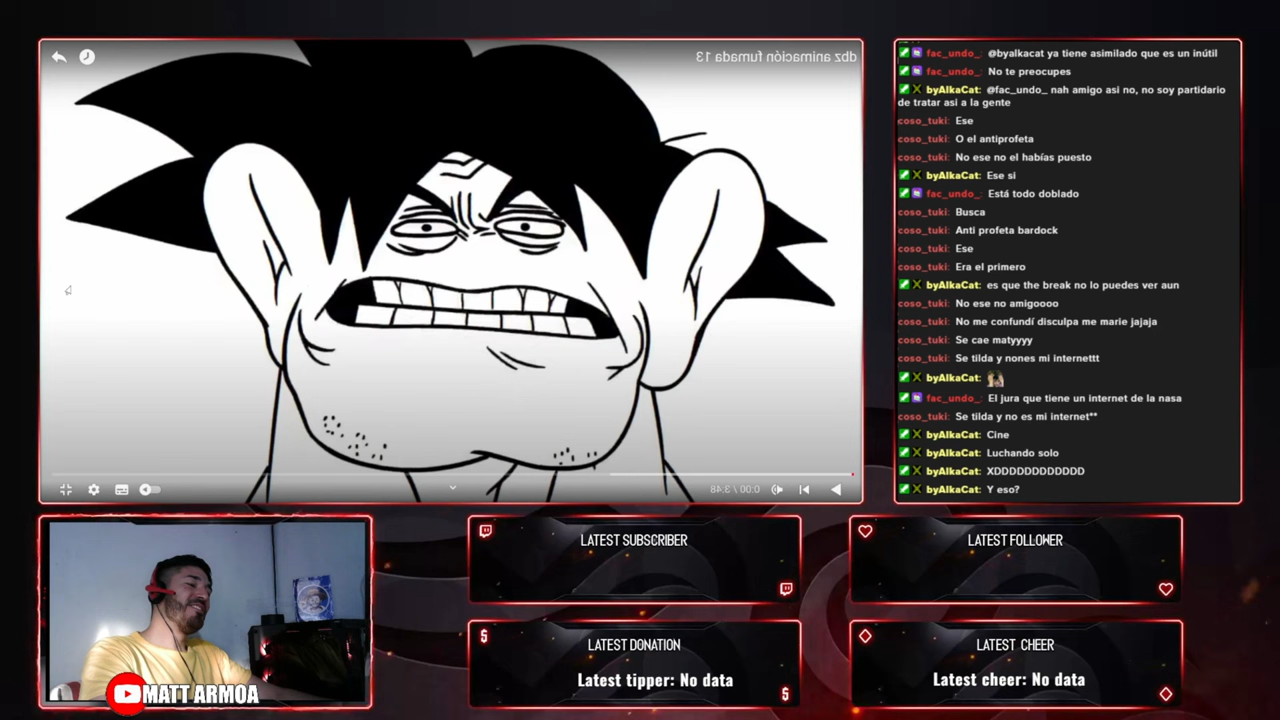 dbz animación fumada 13
0:00 / 3:48
fac_undo_: @byalkacat ya tiene asimilado que es un inútil
fac_undo_: No te preocupes
byAlkaCat: @fac_undo_ nah amigo asi no, no soy partidario
de tratar asi a la gente
coso_tuki: Ese
coso_tuki: O el antiprofeta
coso_tuki: No ese no el habías puesto
byAlkaCat: Ese si
fac_undo_: Está todo doblado
coso_tuki: Busca
coso_tuki: Anti profeta bardock
coso_tuki: Ese
coso_tuki: Era el primero
byAlkaCat: es que the break no lo puedes ver aun
coso_tuki: No ese no amigoooo
coso_tuki: No me confundí disculpa me marie jajaja
coso_tuki: Se cae matyyyy
coso_tuki: Se tilda y nones mi internettt
byAlkaCat:
fac_undo_: El jura que tiene un internet de la nasa
coso_tuki: Se tilda y no es mi internet**
byAlkaCat: Cine
byAlkaCat: Luchando solo
byAlkaCat: XDDDDDDDDDDDD
byAlkaCat: Y eso?
MATT ARMOA
LATEST SUBSCRIBER
LATEST FOLLOWER
LATEST DONATION
Latest tipper: No data
LATEST CHEER
Latest cheer: No data